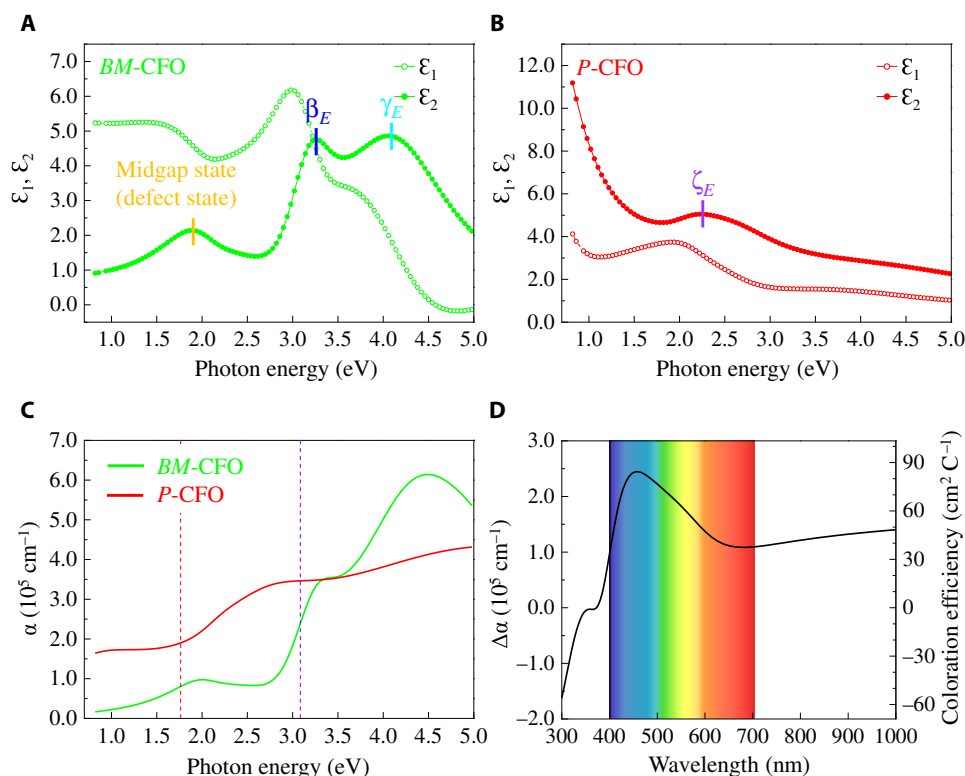 A
BM-CFO
ε1
ε2
βE
γE
Midgap state
(defect state)
ε1, ε2
7.0
6.0
5.0
4.0
3.0
2.0
1.0
0.0
1.0 1.5 2.0 2.5 3.0 3.5 4.0 4.5 5.0
Photon energy (eV)
B
P-CFO
ε1
ε2
ζE
ε1, ε2
12.0
10.0
8.0
6.0
4.0
2.0
1.0 1.5 2.0 2.5 3.0 3.5 4.0 4.5 5.0
Photon energy (eV)
C
BM-CFO
P-CFO
α (10⁵ cm⁻¹)
7.0
6.0
5.0
4.0
3.0
2.0
1.0
0.0
1.0 1.5 2.0 2.5 3.0 3.5 4.0 4.5 5.0
Photon energy (eV)
D
Δα (10⁵ cm⁻¹)
3.0
2.0
1.0
0.0
−1.0
−2.0
90
60
30
0
−30
−60
Coloration efficiency (cm² C⁻¹)
300 400 500 600 700 800 900 1000
Wavelength (nm)